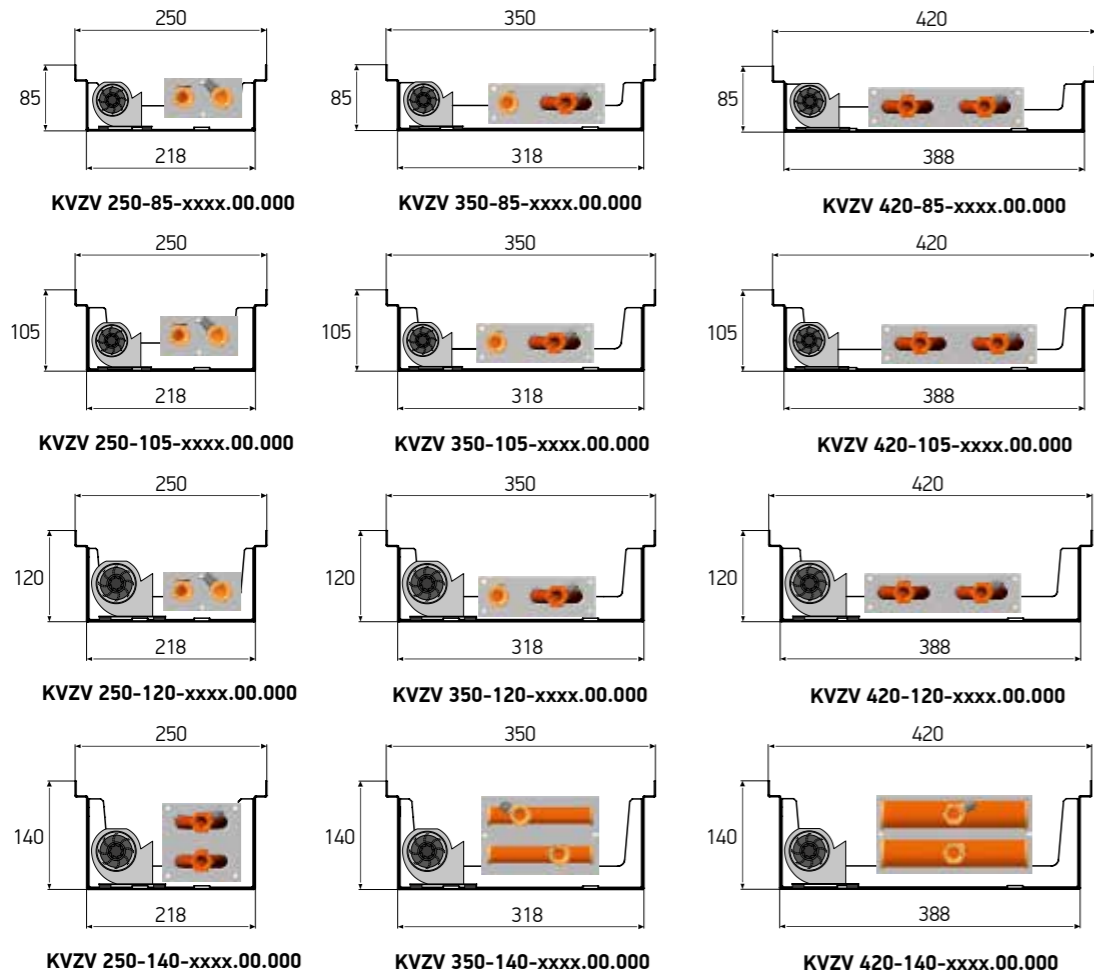 250 350 420
85 85 85
218 318 388
KVZV 250-85-xxxx.00.000 KVZV 350-85-xxxx.00.000 KVZV 420-85-xxxx.00.000
250 350 420
105 105 105
218 318 388
KVZV 250-105-xxxx.00.000 KVZV 350-105-xxxx.00.000 KVZV 420-105-xxxx.00.000
250 350 420
120 120 120
218 318 388
KVZV 250-120-xxxx.00.000 KVZV 350-120-xxxx.00.000 KVZV 420-120-xxxx.00.000
250 350 420
140 140 140
218 318 388
KVZV 250-140-xxxx.00.000 KVZV 350-140-xxxx.00.000 KVZV 420-140-xxxx.00.000